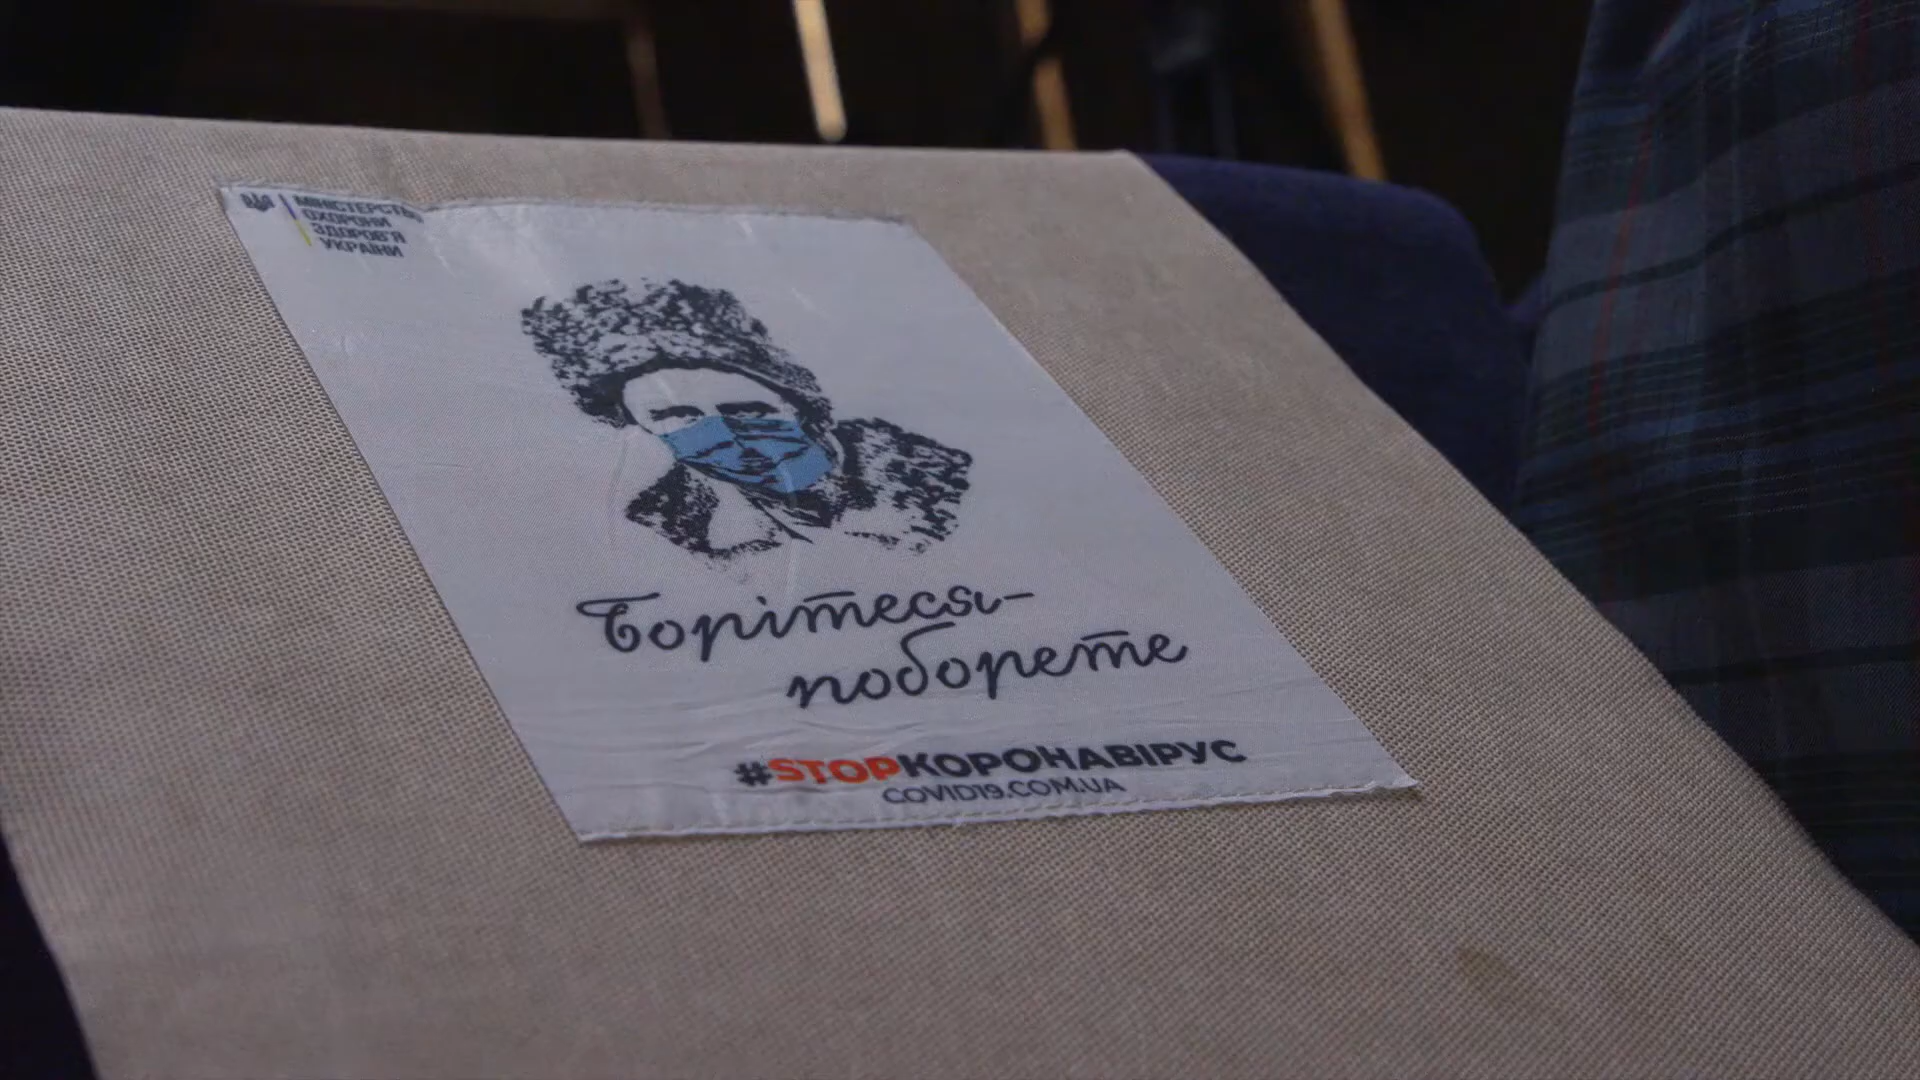 МІНІСТЕРСТВО
ОХОРОНИ
ЗДОРОВ'Я
УКРАЇНИ
Борітеся-
поборете
#STOPКОРОНАВІРУС
COVID19.COM.UA